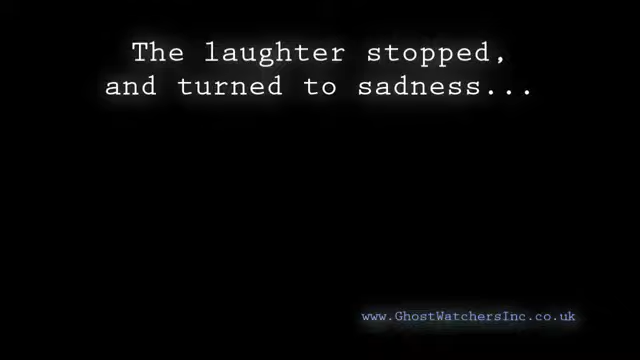 The laughter stopped,
and turned to sadness...
www.GhostWatchersInc.co.uk